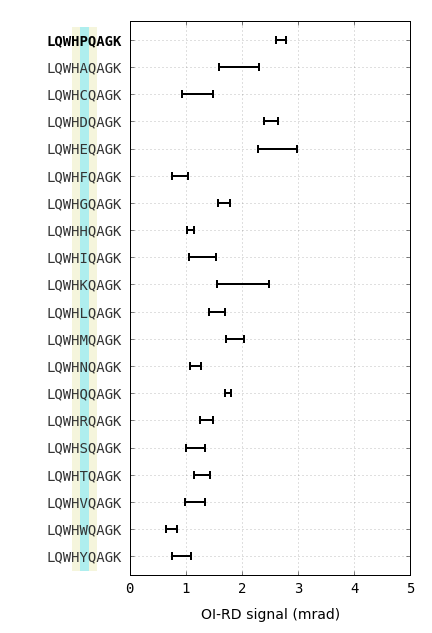 LQWHPQAGK
LQWHAQAGK
LQWHCQAGK
LQWHDQAGK
LQWHEQAGK
LQWHFQAGK
LQWHGQAGK
LQWHHQAGK
LQWHIQAGK
LQWHKQAGK
LQWHLQAGK
LQWHMQAGK
LQWHNQAGK
LQWHQQAGK
LQWHRQAGK
LQWHSQAGK
LQWHTQAGK
LQWHVQAGK
LQWHWQAGK
LQWHYQAGK
0 1 2 3 4 5
OI-RD signal (mrad)